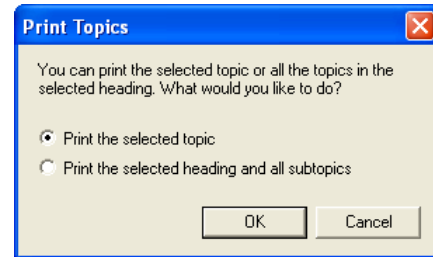 Print Topics
You can print the selected topic or all the topics in the
selected heading. What would you like to do?
Print the selected topic
Print the selected heading and all subtopics
OK
Cancel